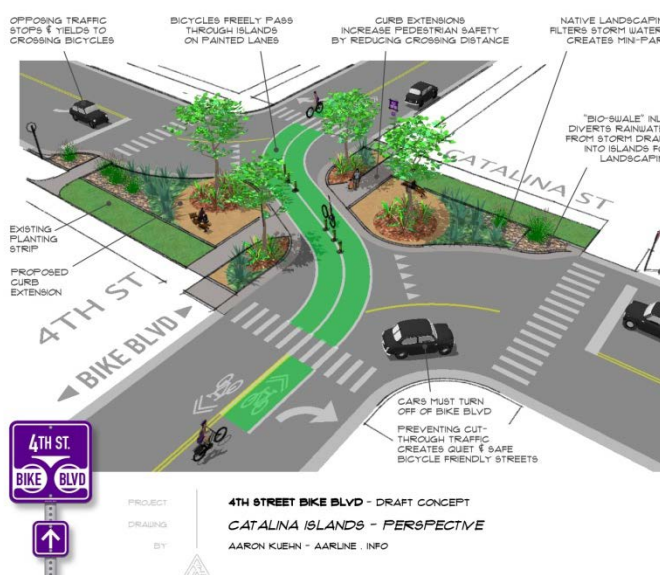 OPPOSING TRAFFIC
STOPS & YIELDS TO
CROSSING BICYCLES
BICYCLES FREELY PASS
THROUGH ISLANDS
ON PAINTED LANES
CURB EXTENSIONS
INCREASE PEDESTRIAN SAFETY
BY REDUCING CROSSING DISTANCE
NATIVE LANDSCAPIN
FILTERS STORM WATER
CREATES MINI-PAR
"BIO-SWALE" INL
DIVERTS RAINWAT
FROM STORM DRA
INTO ISLANDS FO
LANDSCAPIN
CATALINA ST
EXISTING
PLANTING
STRIP
PROPOSED
CURB
EXTENSION
4TH ST
BIKE BLVD
CARS MUST TURN
OFF OF BIKE BLVD
PREVENTING CUT-
THROUGH TRAFFIC
CREATES QUIET & SAFE
BICYCLE FRIENDLY STREETS
4TH ST.
BIKE BLVD
PROJECT 4TH STREET BIKE BLVD - DRAFT CONCEPT
DRAWING CATALINA ISLANDS - PERSPECTIVE
BY AARON KUEHN - AARLINE . INFO